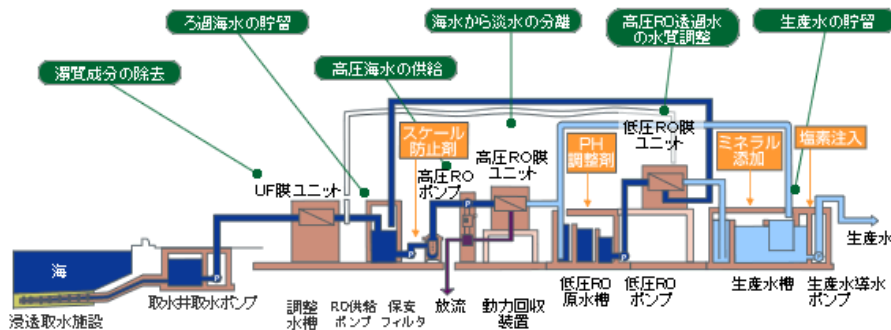 ろ過海水の貯留
海水から淡水の分離
高圧RO透過水
の水質調整
生産水の貯留
濁質成分の除去
高圧海水の供給
スケール
防止剤
高圧RO
ポンプ
高圧RO膜
ユニット
PH
調整剤
低圧RO膜
ユニット
ミネラル
添加
塩素注入
UF膜ユニット
P
P
P
P
P
海
生産水
浸透取水施設
取水井
取水ポンプ
調整
水槽
RO供給
ポンプ
保安
フィルタ
放流
動力回収
装置
低圧RO
原水槽
低圧RO
ポンプ
生産水槽
生産水導水
ポンプ